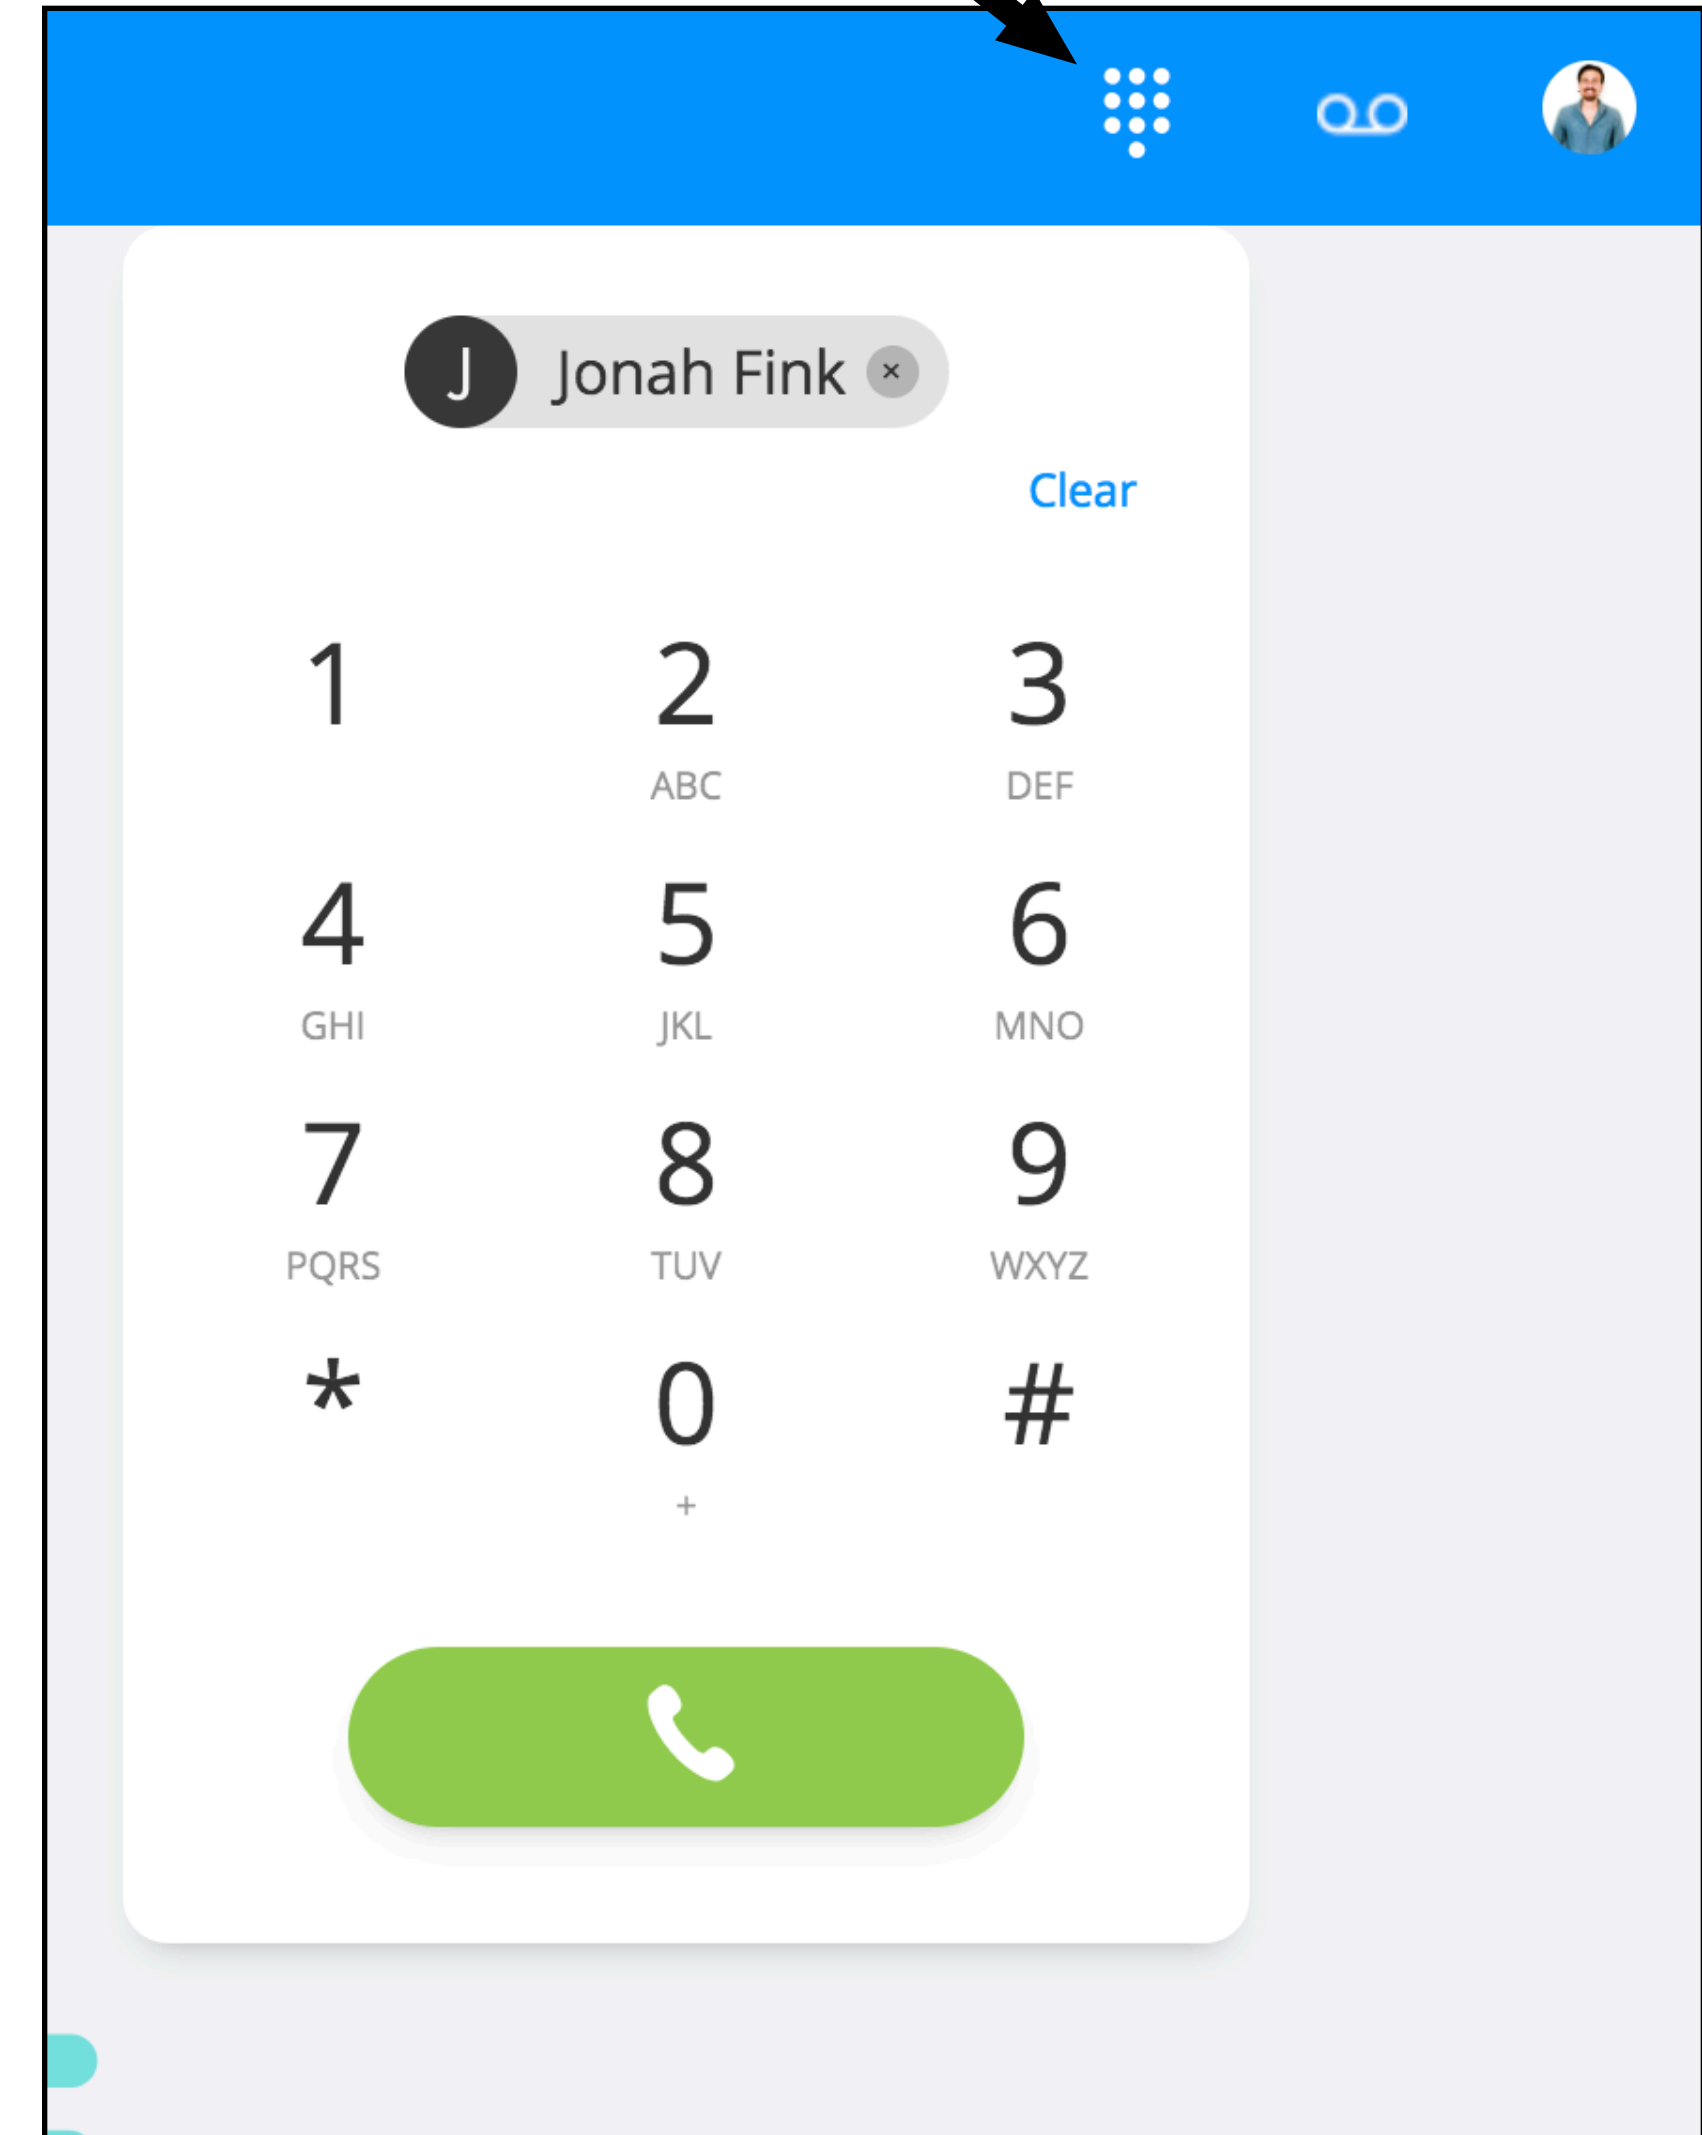 J Jonah Fink ×
Clear
1 2 3
ABC DEF
4 5 6
GHI JKL MNO
7 8 9
PQRS TUV WXYZ
* 0 #
+